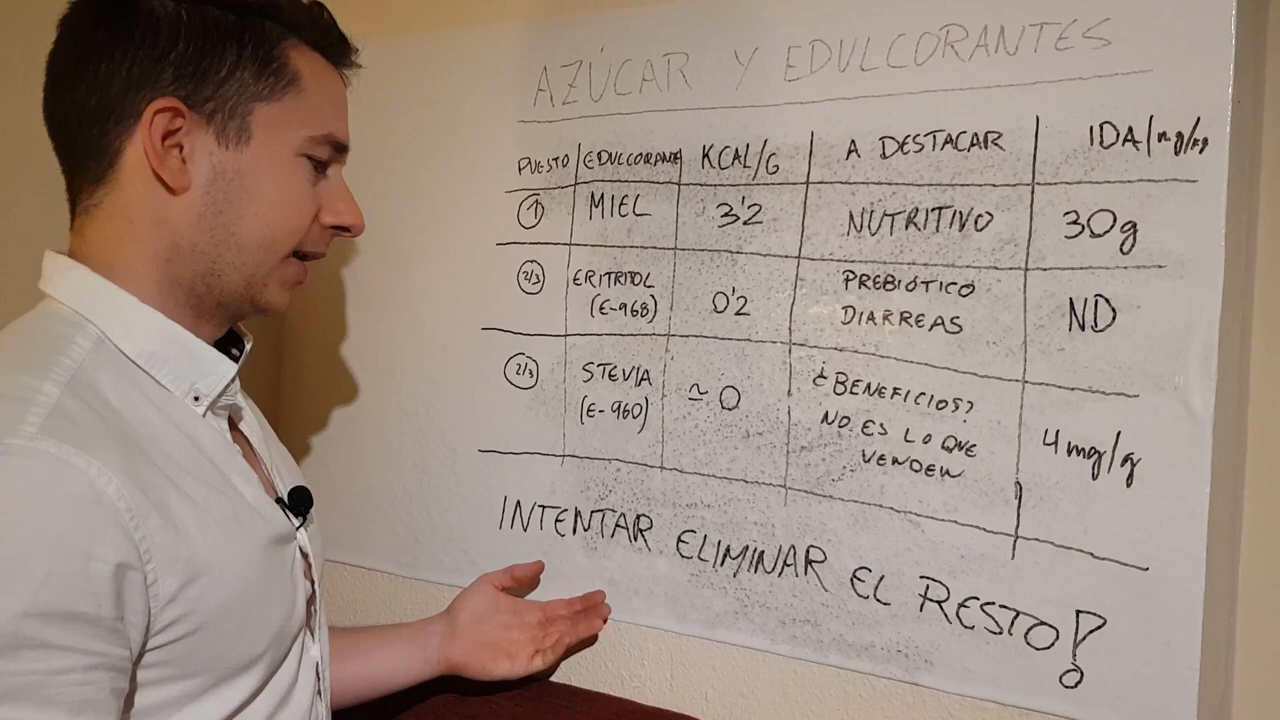 AZÚCAR Y EDULCORANTES
PUESTO EDULCORANTE KCAL/G A DESTACAR IDA/mg/kg
1 MIEL 3'2 NUTRITIVO 30g
2/3 ERITRITOL (E-968) 0'2 PREBIÓTICO DIARREAS ND
2/3 STEVIA (E-960) ≃ 0 ¿BENEFICIOS? NO ES LO QUE VENDEN 4mg/g
INTENTAR ELIMINAR EL RESTO!